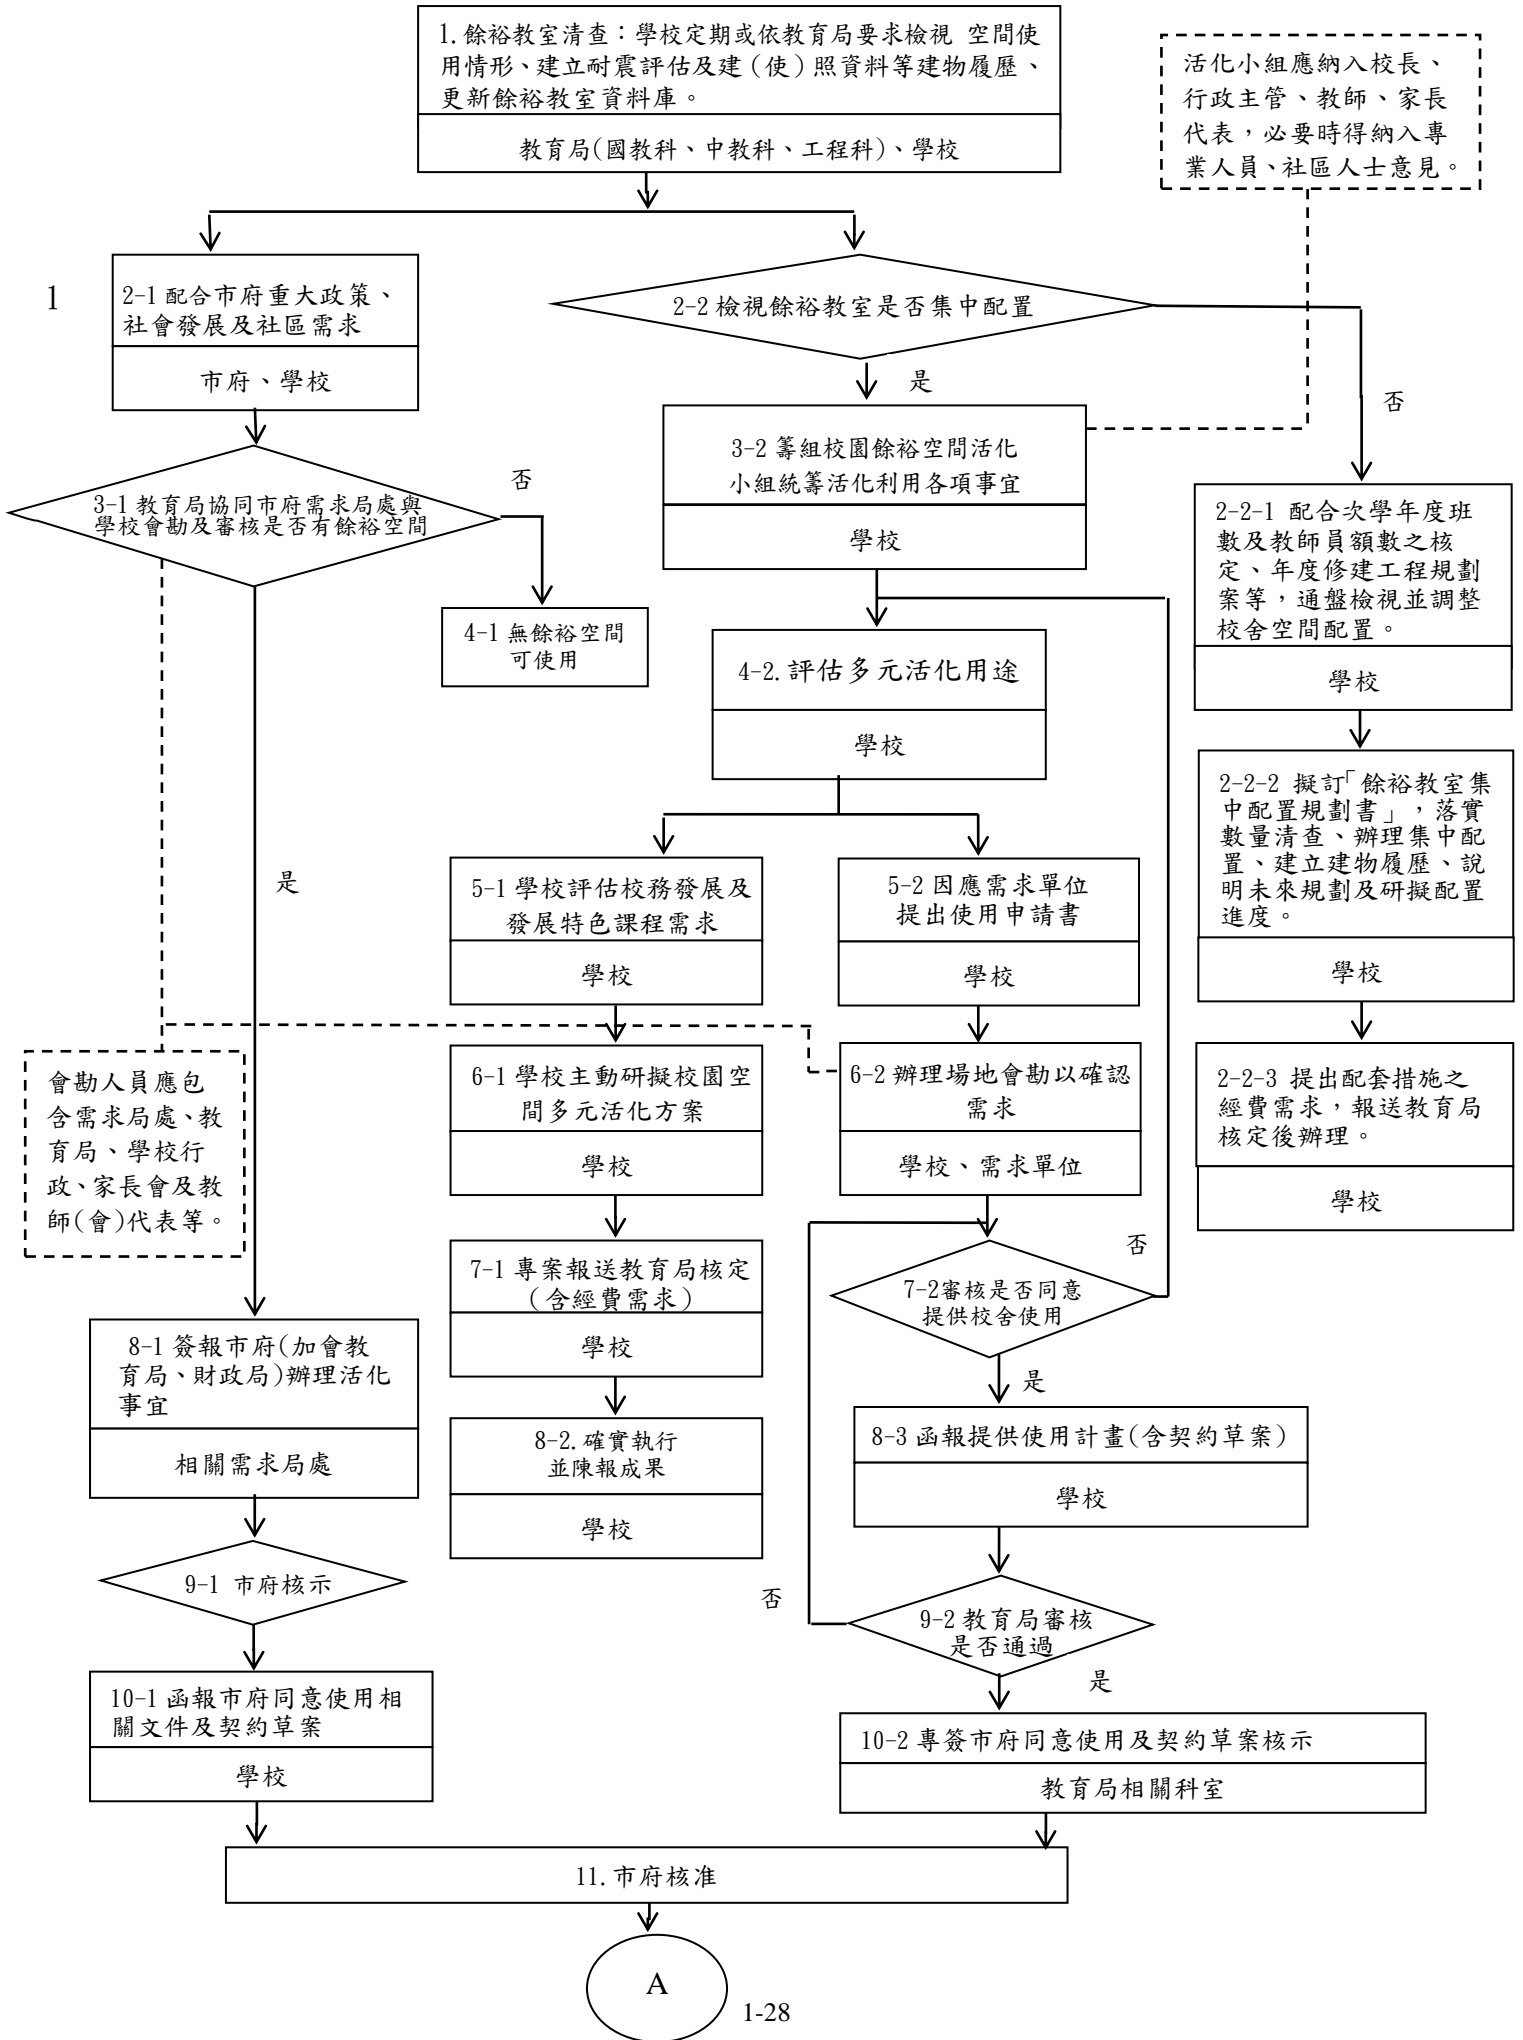 1.餘裕教室清查：學校定期或依教育局要求檢視 空間使
用情形、建立耐震評估及建（使）照資料等建物履歷、
更新餘裕教室資料庫。
教育局(國教科、中教科、工程科)、學校
活化小組應納入校長、
行政主管、教師、家長
代表，必要時得納入專
業人員、社區人士意見。
1
2-1 配合市府重大政策、
社會發展及社區需求
市府、學校
2-2 檢視餘裕教室是否集中配置
是
否
3-1 教育局協同市府需求局處與
學校會勘及審核是否有餘裕空間
否
是
4-1 無餘裕空間
可使用
3-2 籌組校園餘裕空間活化
小組統籌活化利用各項事宜
學校
2-2-1 配合次學年度班
數及教師員額數之核
定、年度修建工程規劃
案等，通盤檢視並調整
校舍空間配置。
學校
4-2.評估多元活化用途
學校
2-2-2 擬訂「餘裕教室集
中配置規劃書」，落實
數量清查、辦理集中配
置、建立建物履歷、說
明未來規劃及研擬配置
進度。
學校
5-1 學校評估校務發展及
發展特色課程需求
學校
5-2 因應需求單位
提出使用申請書
學校
會勘人員應包
含需求局處、教
育局、學校行
政、家長會及教
師(會)代表等。
6-1 學校主動研擬校園空
間多元活化方案
學校
6-2 辦理場地會勘以確認
需求
學校、需求單位
2-2-3 提出配套措施之
經費需求，報送教育局
核定後辦理。
學校
7-1 專案報送教育局核定
（含經費需求）
學校
7-2審核是否同意
提供校舍使用
否
是
8-1 簽報市府(加會教
育局、財政局)辦理活化
事宜
相關需求局處
8-2.確實執行
並陳報成果
學校
8-3 函報提供使用計畫(含契約草案)
學校
9-1 市府核示
9-2 教育局審核
是否通過
否
是
10-1 函報市府同意使用相
關文件及契約草案
學校
10-2 專簽市府同意使用及契約草案核示
教育局相關科室
11.市府核准
A
1-28